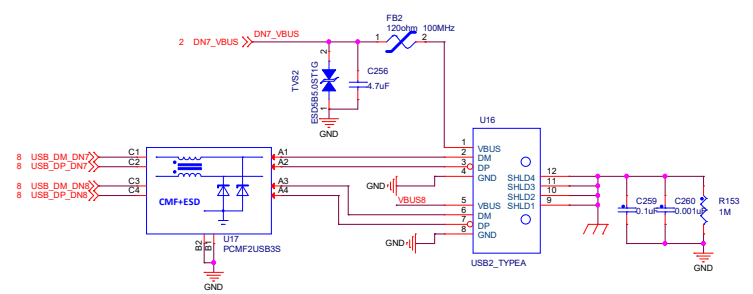 FB2
120ohm 100MHz
2 DN7_VBUS DN7_VBUS 1 2
2
TVS2
ESD5B5.0ST1G
1
C256
4.7uF
GND
U16
8 USB_DM_DN7 C1 A1 1 VBUS
8 USB_DP_DN7 C2 A2 2 DM
3 DP
4 GND
8 USB_DM_DN8 C3 A3
8 USB_DP_DN8 C4 A4
CMF+ESD
GND
VBUS8 5 VBUS
6 DM
7 DP
GND 8 GND
SHLD4 12
SHLD3 11
SHLD2 10
SHLD1 9
USB2_TYPEA
C259
0.1uF
C260
0.001uF
R153
1M
GND
B2
B1
U17
PCMF2USB3S
GND